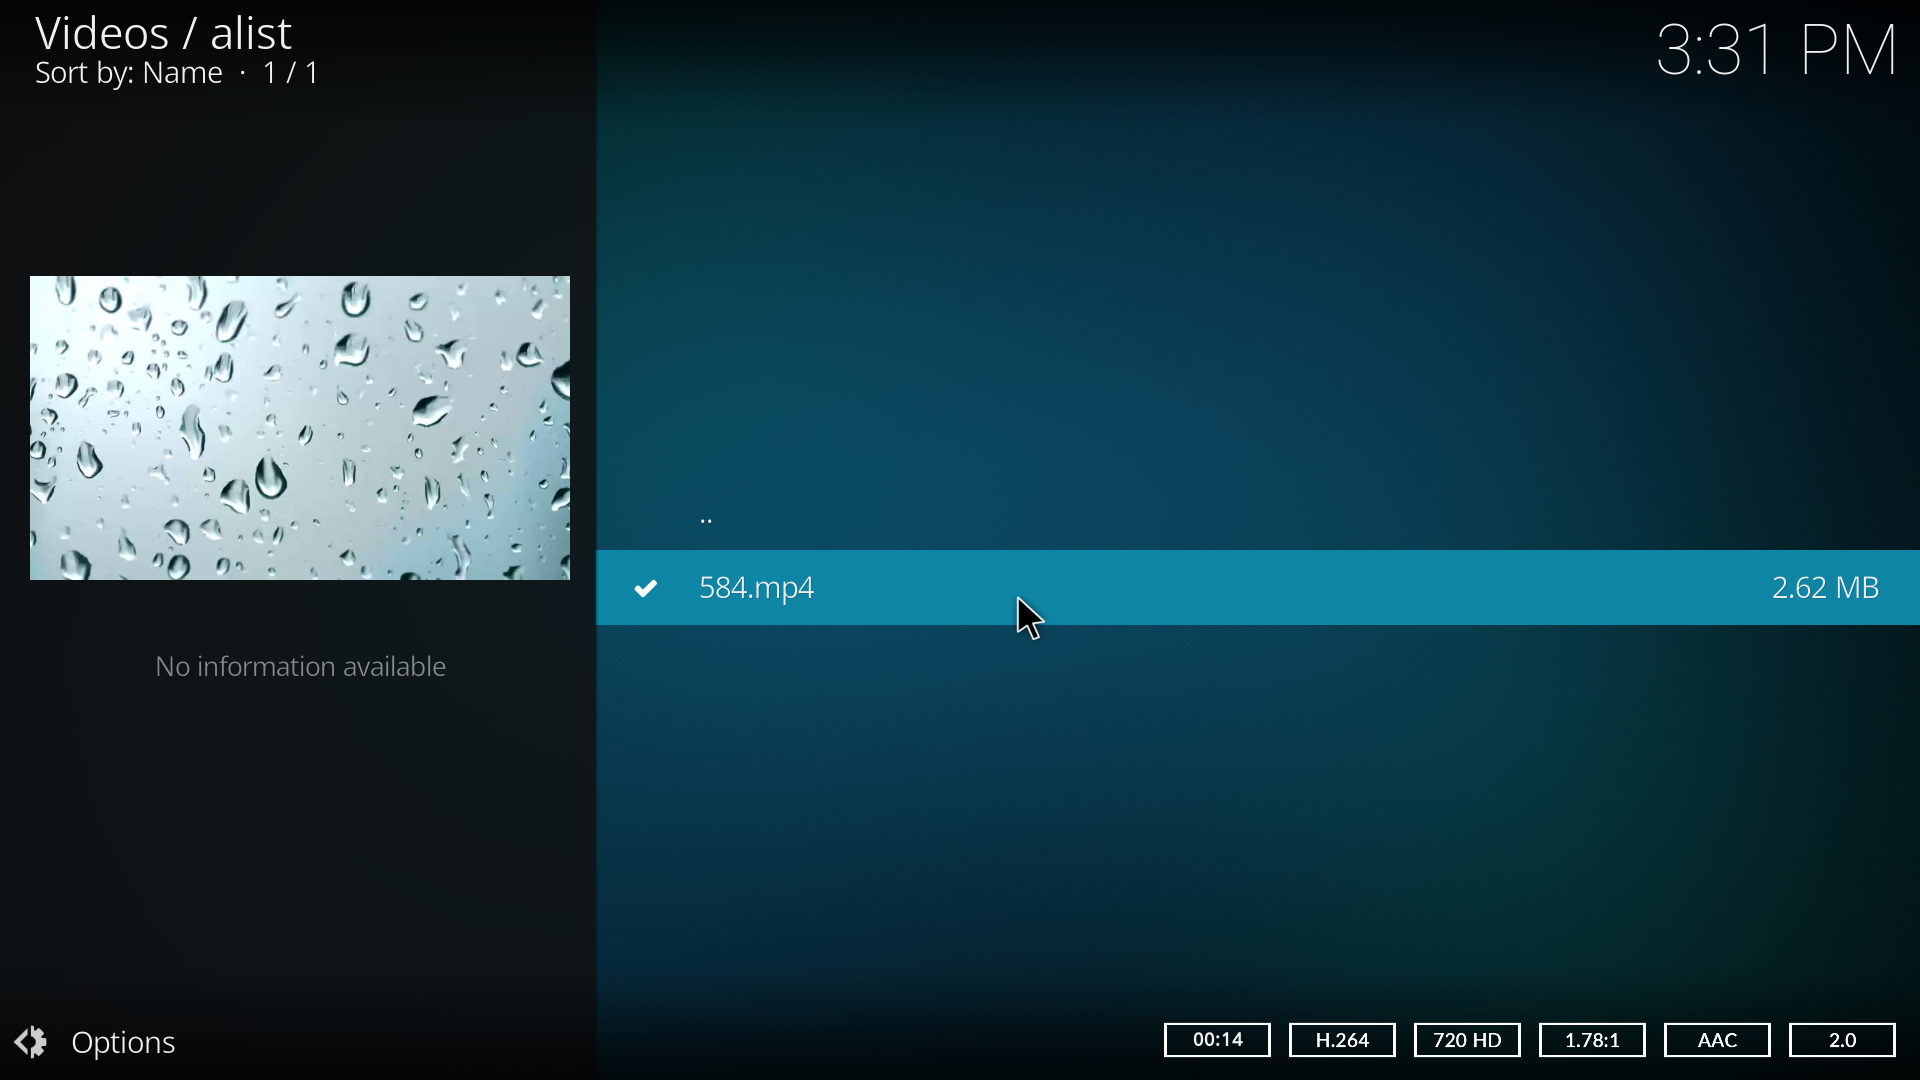 Videos / alist
Sort by: Name · 1 / 1
3:31 PM
..
584.mp4
2.62 MB
No information available
Options
00:14
H.264
720 HD
1.78:1
AAC
2.0